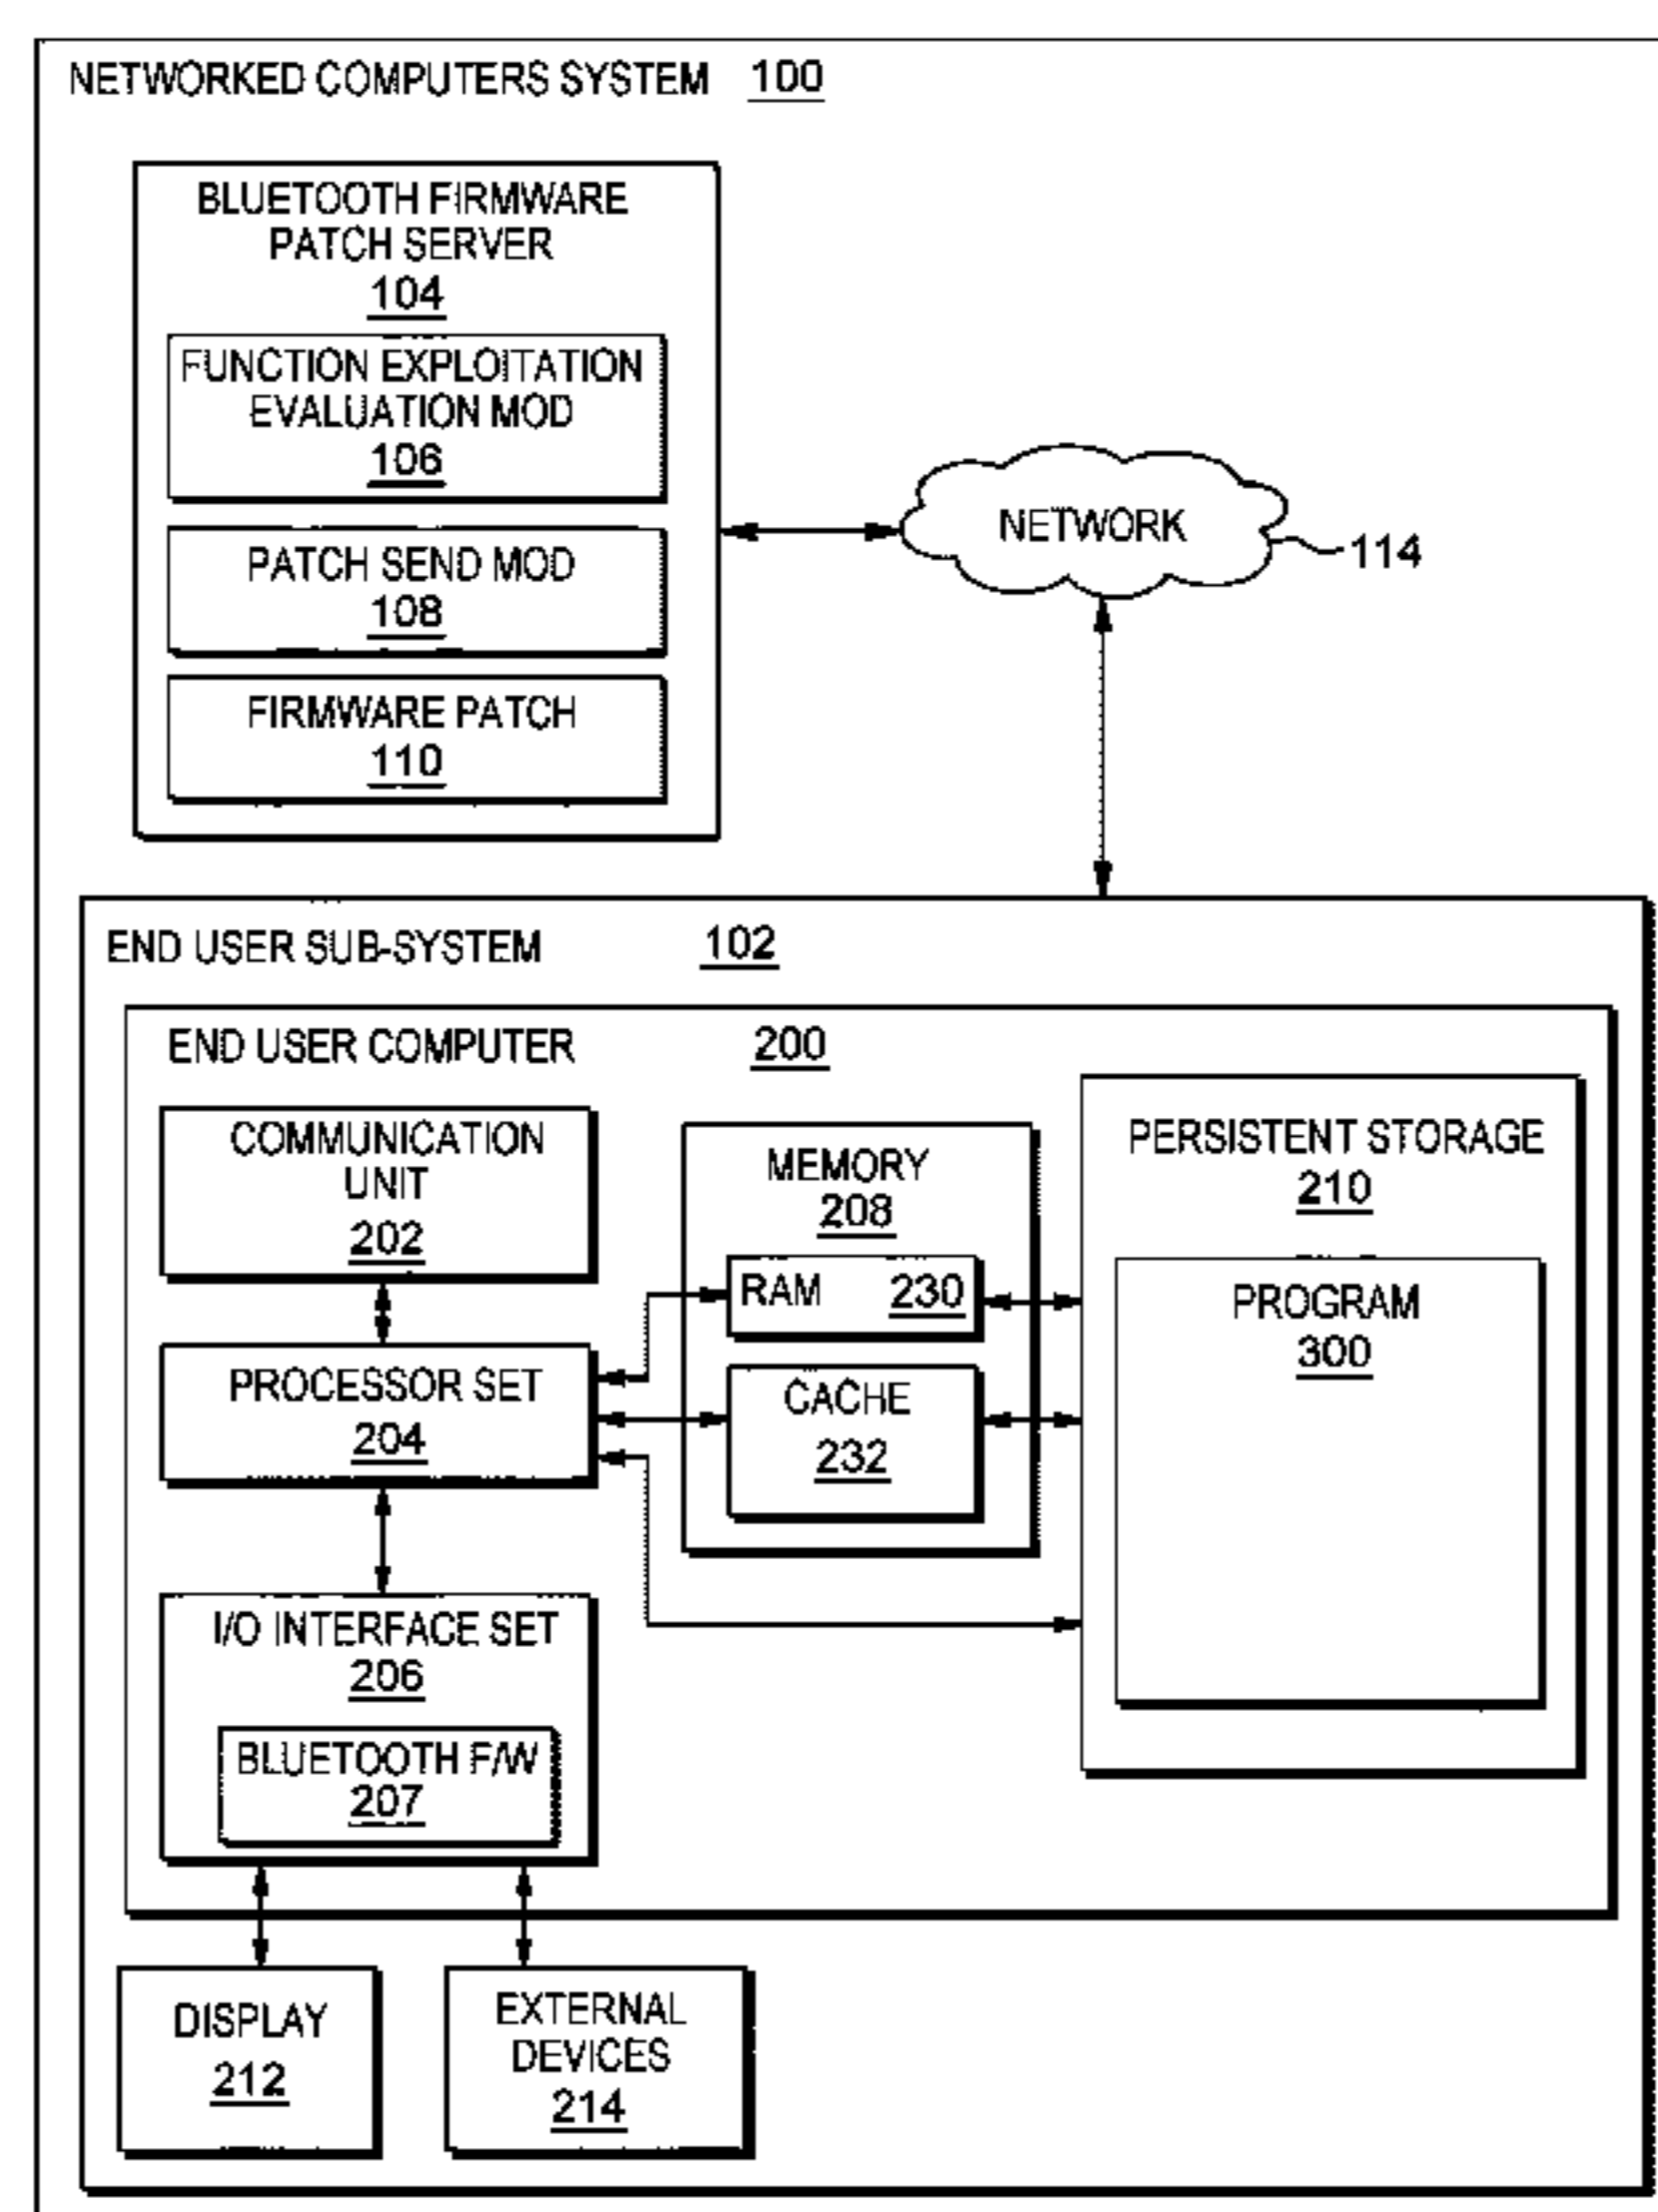 NETWORKED COMPUTERS SYSTEM 100
BLUETOOTH FIRMWARE
PATCH SERVER
104
FUNCTION EXPLOITATION
EVALUATION MOD
106
PATCH SEND MOD
108
FIRMWARE PATCH
110
NETWORK
114
END USER SUB-SYSTEM 102
END USER COMPUTER 200
COMMUNICATION
UNIT
202
PROCESSOR SET
204
I/O INTERFACE SET
206
BLUETOOTH F/W
207
MEMORY
208
RAM 230
CACHE
232
PERSISTENT STORAGE
210
PROGRAM
300
DISPLAY
212
EXTERNAL
DEVICES
214